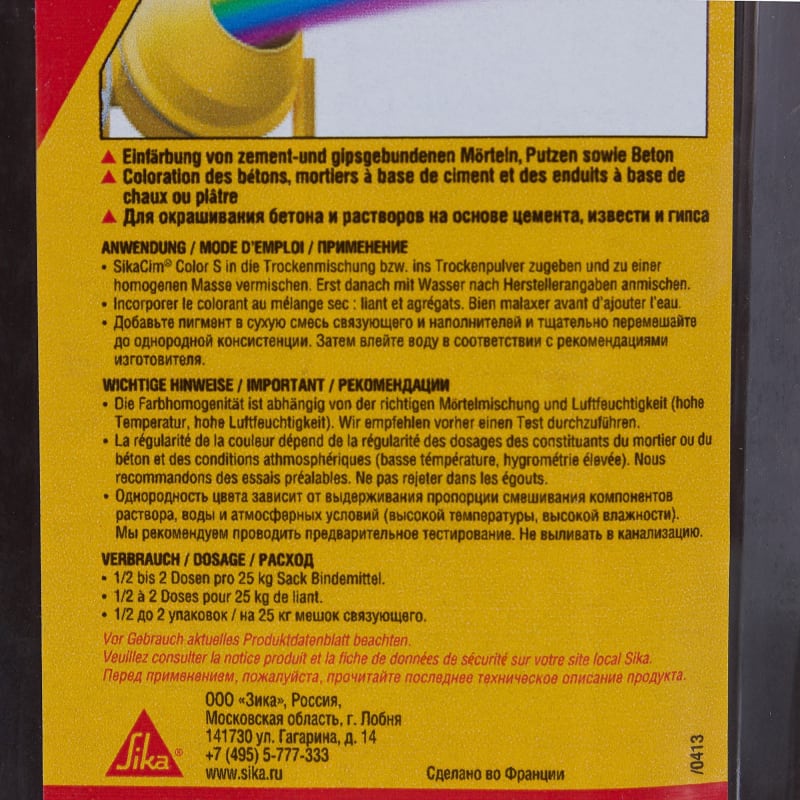 ▲ Einfärbung von zement-und gipsgebundenen Mörteln, Putzen sowie Beton
▲ Coloration des bétons, mortiers à base de ciment et des enduits à base de
chaux ou plâtre
▲ Для окрашивания бетона и растворов на основе цемента, извести и гипса
ANWENDUNG / MODE D'EMPLOI / ПРИМЕНЕНИЕ
• SikaCim® Color S in die Trockenmischung bzw. ins Trockenpulver zugeben und zu einer
homogenen Masse vermischen. Erst danach mit Wasser nach Herstellerangaben anmischen.
• Incorporer le colorant au mélange sec : liant et agrégats. Bien malaxer avant d'ajouter l'eau.
• Добавьте пигмент в сухую смесь связующего и наполнителей и тщательно перемешайте
до однородной консистенции. Затем влейте воду в соответствии с рекомендациями
изготовителя.
WICHTIGE HINWEISE / IMPORTANT / РЕКОМЕНДАЦИИ
• Die Farbhomogenität ist abhängig von der richtigen Mörtelmischung und Luftfeuchtigkeit (hohe
Temperatur, hohe Luftfeuchtigkeit). Wir empfehlen vorher einen Test durchzuführen.
• La régularité de la couleur dépend de la régularité des dosages des constituants du mortier ou du
béton et des conditions athmosphériques (basse témpérature, hygrométrie élevée). Nous
recommandons des essais préalables. Ne pas rejeter dans les égouts.
• Однородность цвета зависит от выдерживания пропорции смешивания компонентов
раствора, воды и атмосферных условий (высокой температуры, высокой влажности).
Мы рекомендуем проводить предварительное тестирование. Не выливать в канализацию.
VERBRAUCH / DOSAGE / РАСХОД
• 1/2 bis 2 Dosen pro 25 kg Sack Bindemittel.
• 1/2 à 2 Doses pour 25 kg de liant.
• 1/2 до 2 упаковок / на 25 кг мешок связующего.
Vor Gebrauch aktuelles Produktdatenblatt beachten.
Veuillez consulter la notice produit et la fiche de données de sécurité sur votre site local Sika.
Перед применением, пожалуйста, прочитайте последнее техническое описание продукта.
ООО «Зика», Россия,
Московская область, г. Лобня
141730 ул. Гагарина, д. 14
+7 (495) 5-777-333
www.sika.ru
Сделано во Франции
Sika®
/0413